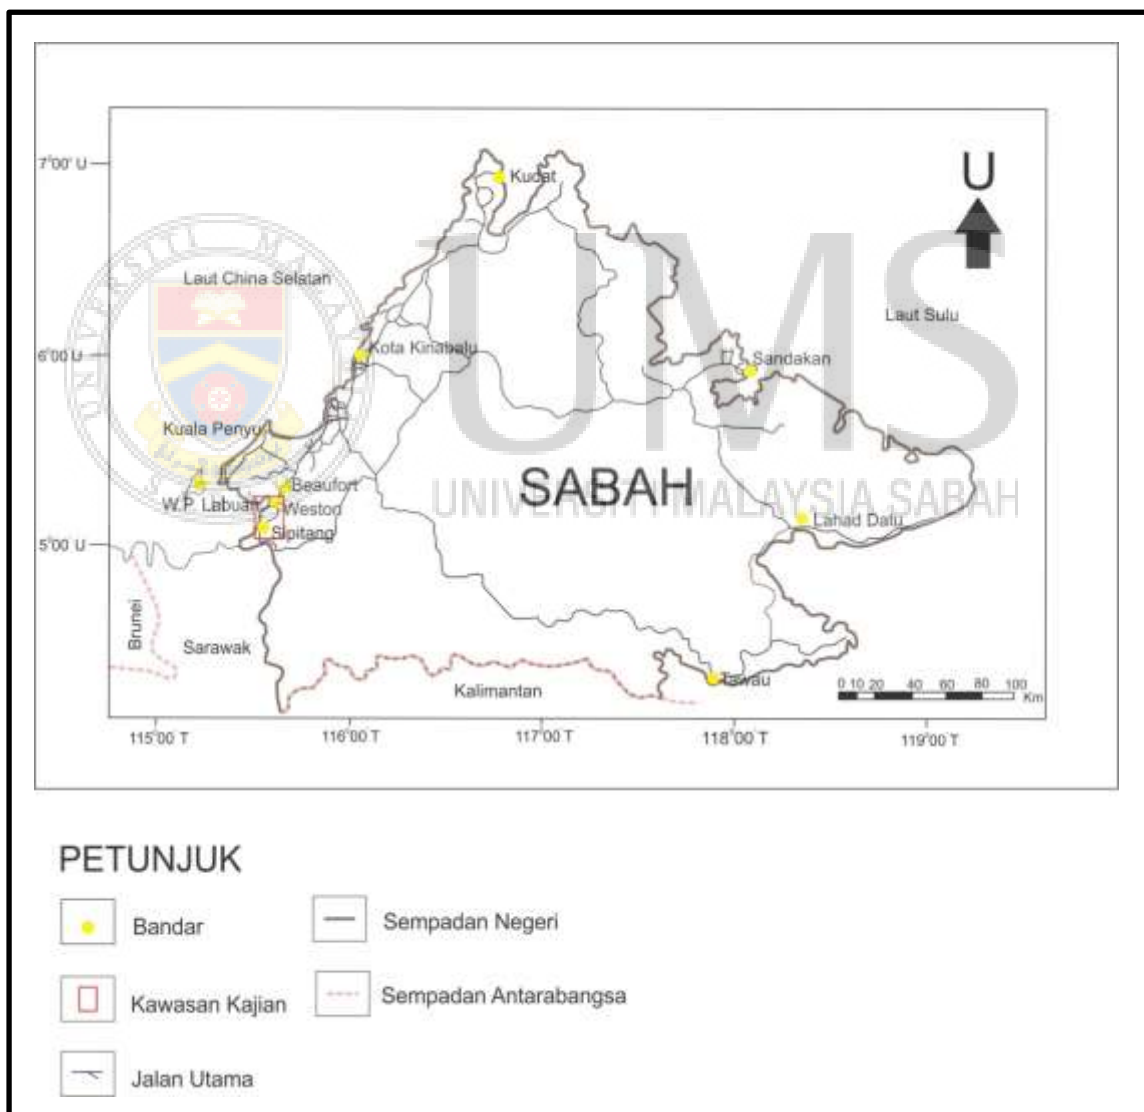 7°00' U
Kudat
U
UNIVERSITI MALAYSIA
Laut China Selatan
UMS
Laut Sulu
6°00 U
Kota Kinabalu
Sandakan
Kuala Penyu
SABAH
Beaufort
UNIVERSITI MALAYSIA SABAH
W.P. Labuan
Weston
Lahad Datu
Sipitang
5°00 U
Brunei
Sarawak
Kalimantan
Tawau
0 10 20 40 60 80 100
Km
115°00 T
116°00 T
117°00 T
118°00 T
119°00 T
PETUNJUK
Bandar
Sempadan Negeri
Kawasan Kajian
Sempadan Antarabangsa
Jalan Utama